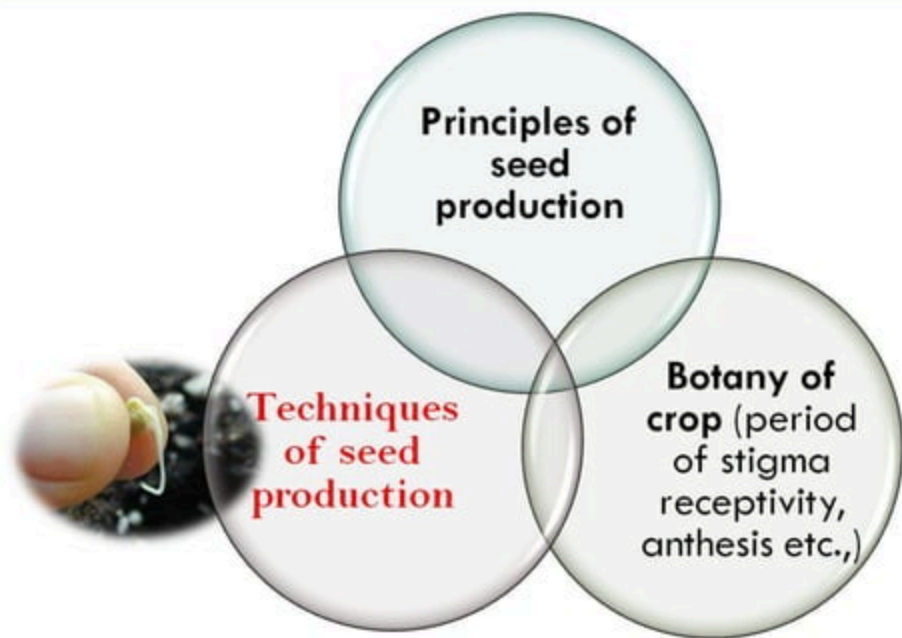 Principles of
seed
production
Techniques
of seed
production
Botany of
crop (period
of stigma
receptivity,
anthesis etc.,)